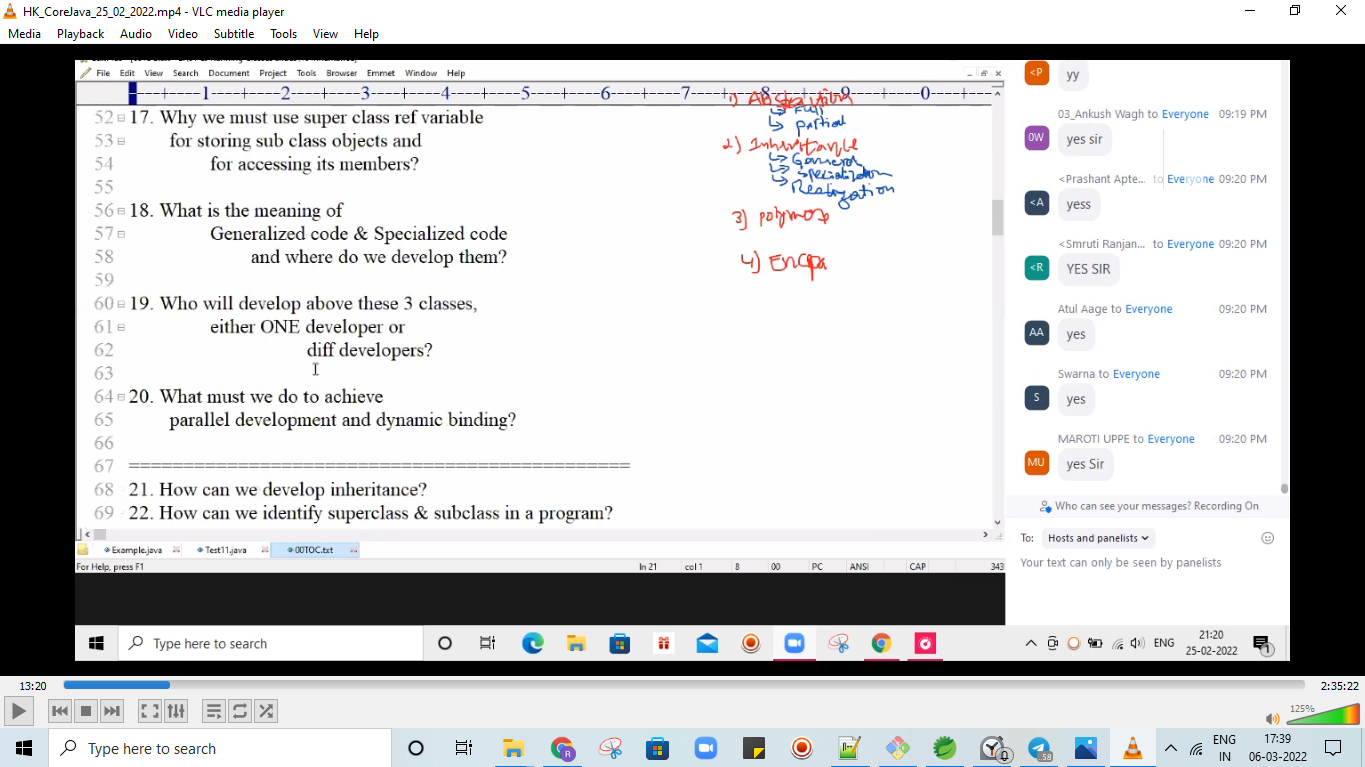 HK_CoreJava_25_02_2022.mp4 - VLC media player
Media Playback Audio Video Subtitle Tools View Help
File Edit View Search Document Project Tools Browser Emmet Window Help
----+----1----+----2----+----3----+----4----+----5----+----6----+----7----+----8----+----9----+----0----+--
52 17. Why we must use super class ref variable
53 for storing sub class objects and
54 for accessing its members?
55
56 18. What is the meaning of
57 Generalized code & Specialized code
58 and where do we develop them?
59
60 19. Who will develop above these 3 classes,
61 either ONE developer or
62 diff developers?
63
64 20. What must we do to achieve
65 parallel development and dynamic binding?
66
67 ==============================================
68 21. How can we develop inheritance?
69 22. How can we identify superclass & subclass in a program?
1)
Full
partial
2) Inheritance
3)
4)
Example.java Test11.java 00TOC.txt
For Help, press F1 ln 21 col 1 8 00 PC ANSI CAP 343
<P yy
03_Ankush Wagh to Everyone 09:19 PM
0W yes sir
<Prashant Apte... to Everyone 09:20 PM
<A yess
<Smruti Ranjan... to Everyone 09:20 PM
<R YES SIR
Atul Aage to Everyone 09:20 PM
AA yes
Swarna to Everyone 09:20 PM
S yes
MAROTI UPPE to Everyone 09:20 PM
MU yes Sir
Who can see your messages? Recording On
To: Hosts and panelists
Your text can only be seen by panelists
Type here to search ENG 21:20
25-02-2022 1
13:20 2:35:22
125%
Type here to search 58 ENG 17:39
IN 06-03-2022